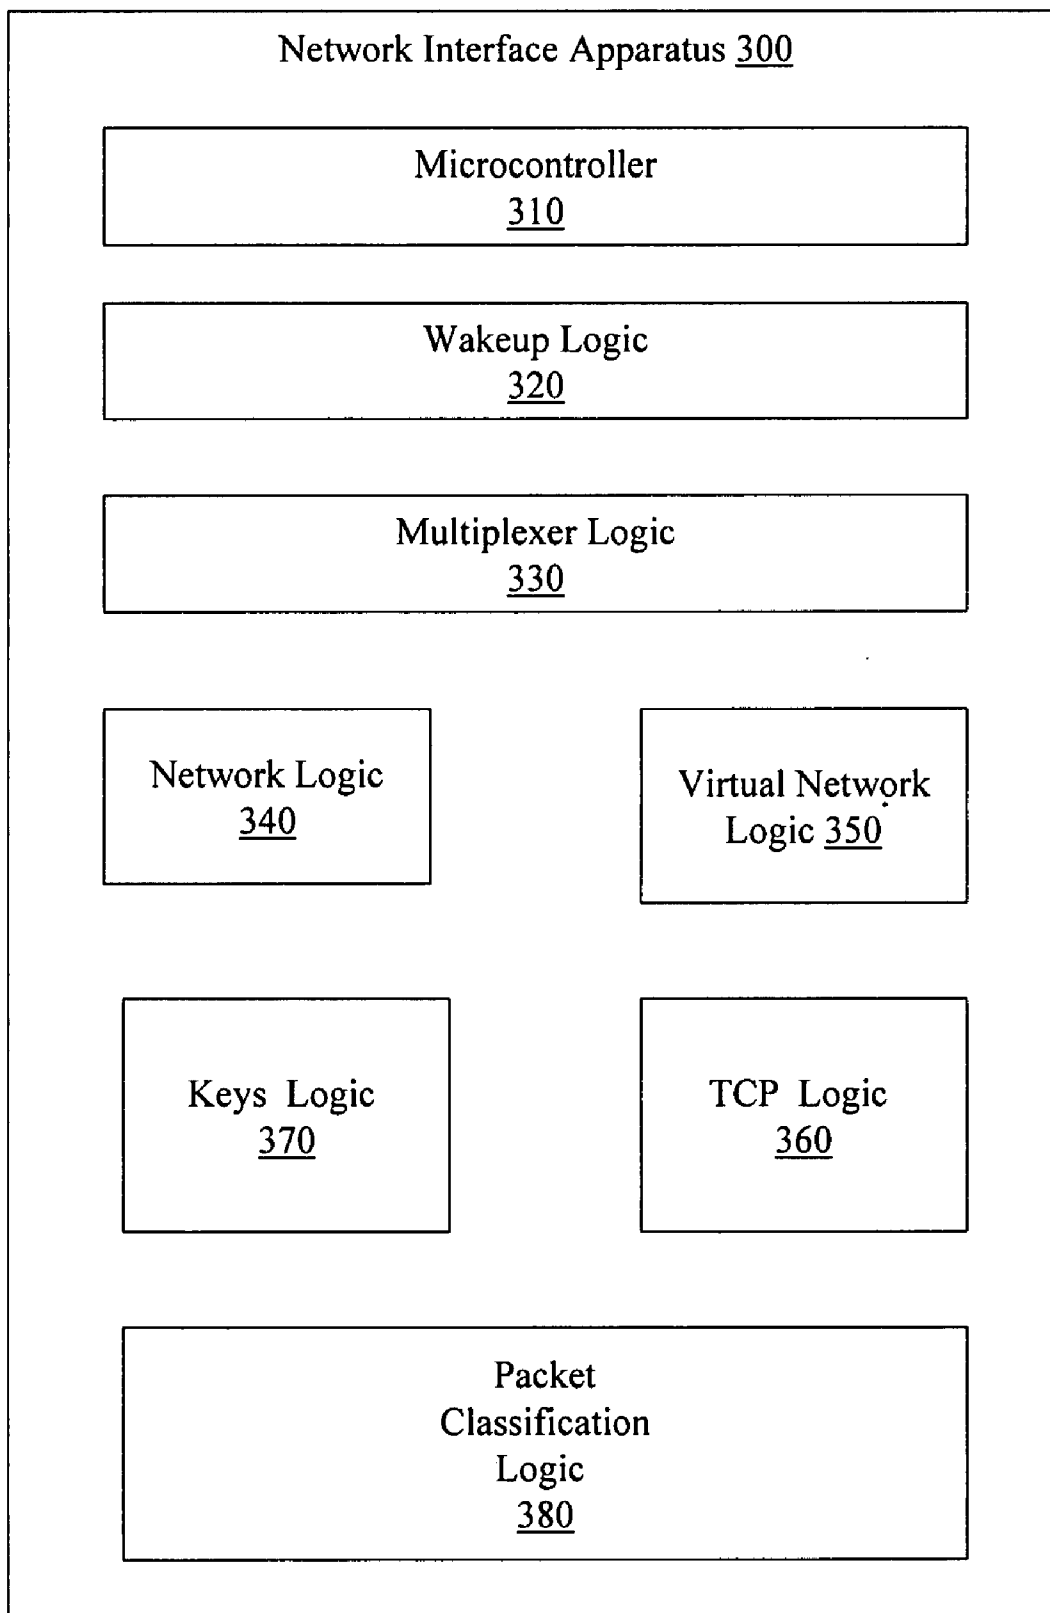 Network Interface Apparatus 300
Microcontroller
310
Wakeup Logic
320
Multiplexer Logic
330
Network Logic
340
Virtual Network
Logic 350
Keys Logic
370
TCP Logic
360
Packet
Classification
Logic
380